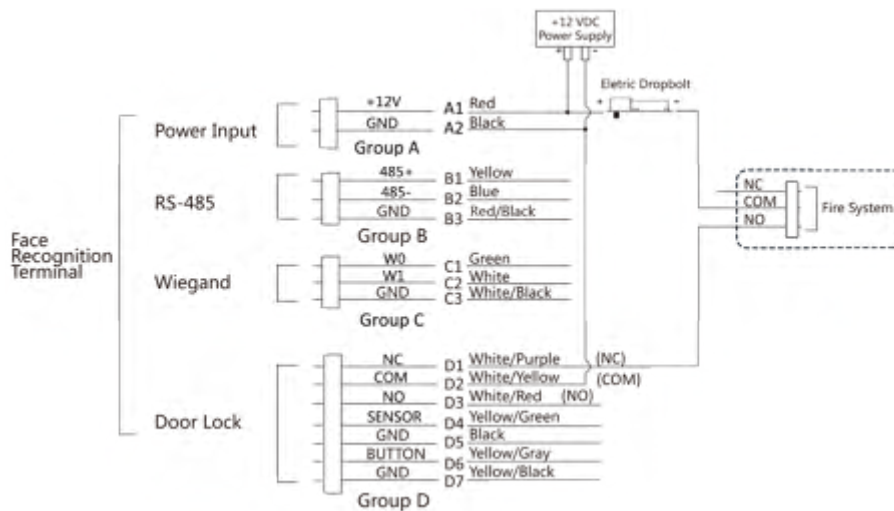 +12 VDC
Power Supply
+ -
Eletric Dropbolt
+ -
+12V A1 Red
Power Input GND A2 Black
Group A
485+ B1 Yellow
RS-485 485- B2 Blue
GND B3 Red/Black
Group B
NC
COM
NO
Fire System
Face
Recognition
Terminal
W0 C1 Green
Wiegand W1 C2 White
GND C3 White/Black
Group C
NC D1 White/Purple (NC)
COM D2 White/Yellow (COM)
NO D3 White/Red (NO)
SENSOR D4 Yellow/Green
Door Lock GND D5 Black
BUTTON D6 Yellow/Gray
GND D7 Yellow/Black
Group D